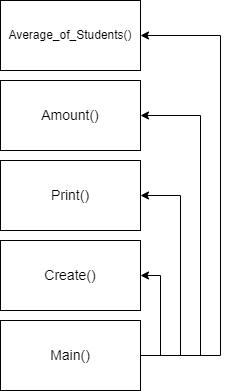 Average_of_Students()
Amount()
Print()
Create()
Main()